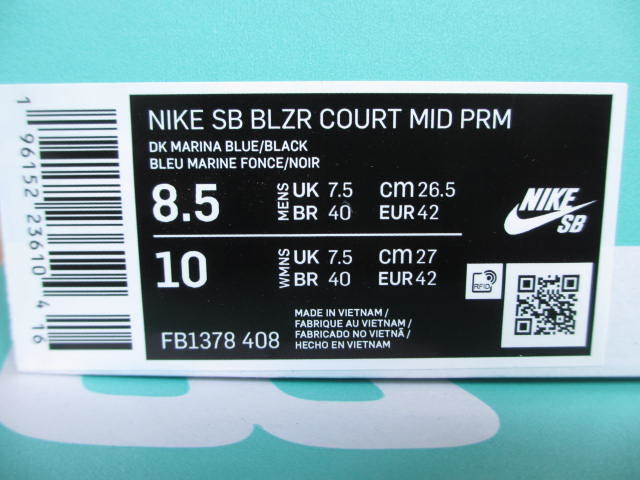 NIKE SB BLZR COURT MID PRM
DK MARINA BLUE/BLACK
BLEU MARINE FONCE/NOIR
8.5 MENS UK 7.5 cm 26.5
BR 40 EUR 42
10 WMNS UK 7.5 cm 27
BR 40 EUR 42
NIKE
SB
RFID
FB1378 408
MADE IN VIETNAM /
FABRIQUE AU VIETNAM /
FABRICADO NO VIETNÃ /
HECHO EN VIETNAM
1 96152 23610 4 16